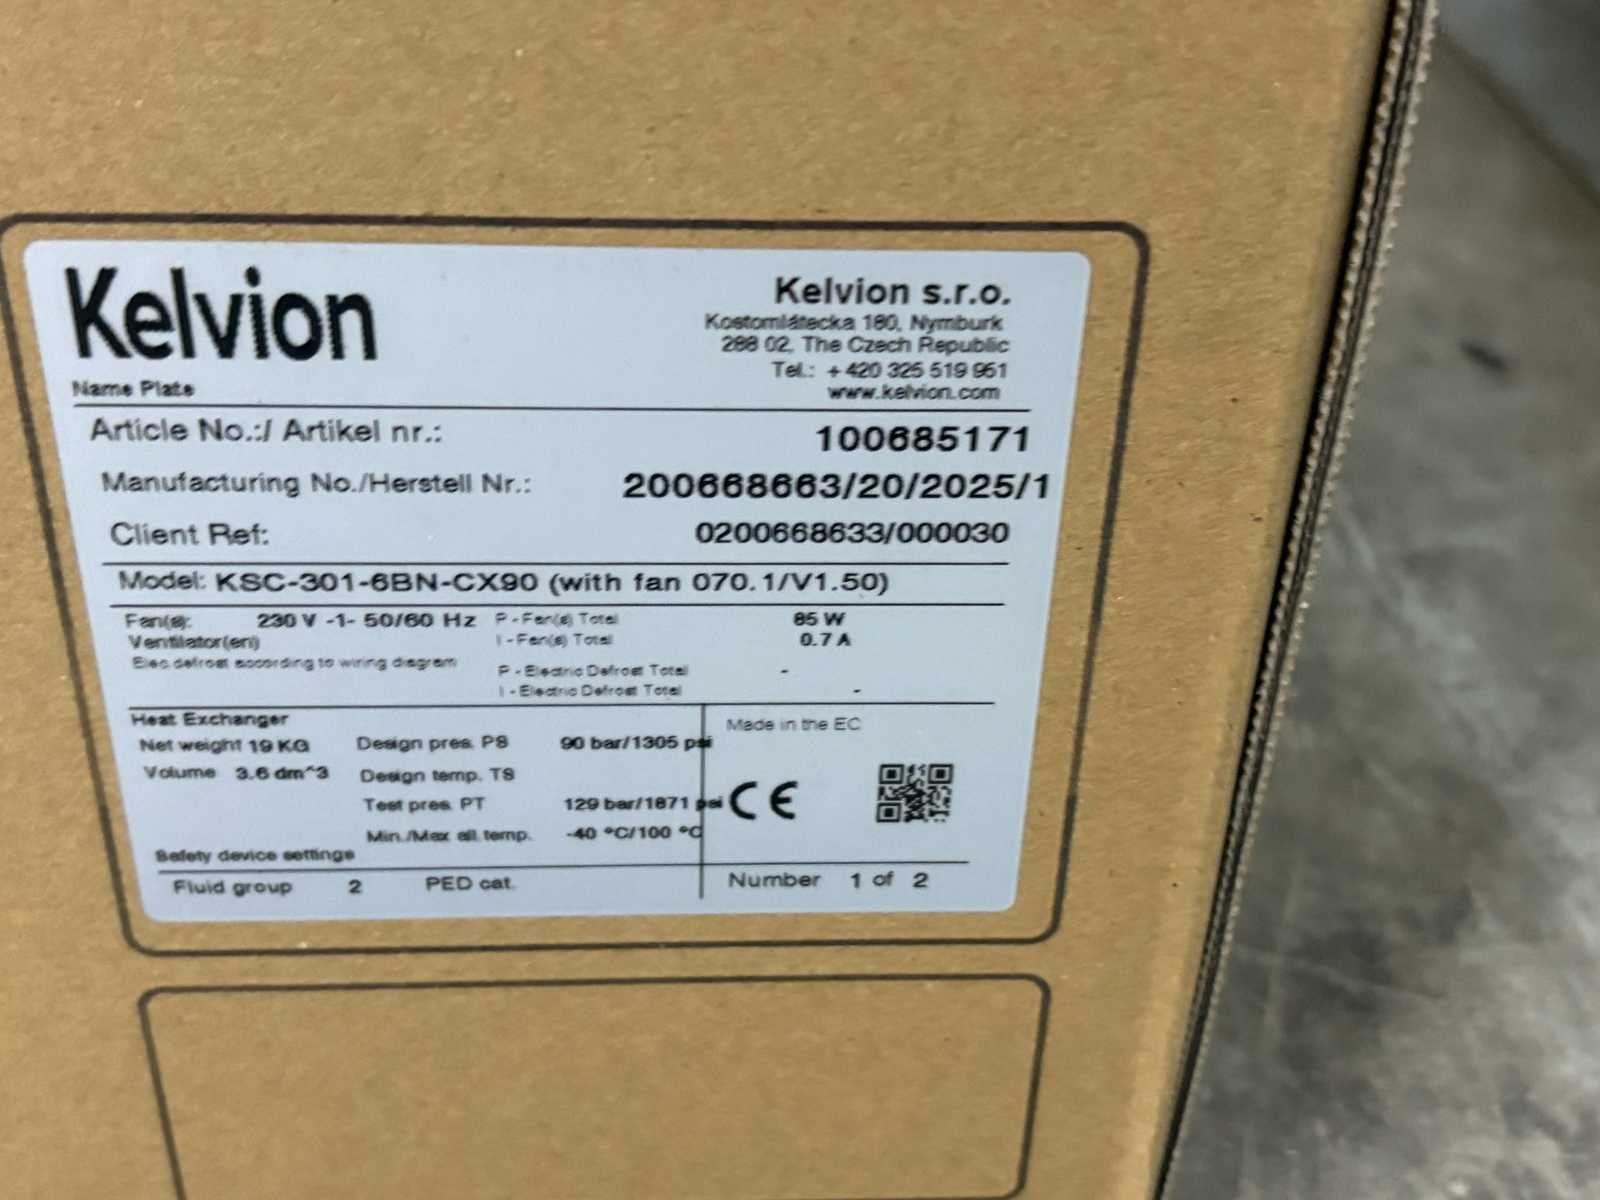 Kelvion
Kelvion s.r.o.
Kostomlátecka 180, Nymburk
288 02, The Czech Republic
Tel.: +420 325 519 951
www.kelvion.com
Name Plate
Article No.:/ Artikel nr.: 100685171
Manufacturing No./Herstell Nr.: 200668663/20/2025/1
Client Ref: 0200668633/000030
Model: KSC-301-6BN-CX90 (with fan 070.1/V1.50)
Fan(s): 230 V -1- 50/60 Hz P - Fan(s) Total 85 W
Ventilator(en) I - Fan(s) Total 0.7 A
Elec.defrost according to wiring diagram
P - Electric Defrost Total -
I - Electric Defrost Total -
Heat Exchanger
Made in the EC
Net weight 19 KG Design pres. PS 90 bar/1305 psi
Volume 3.6 dm^3 Design temp. TS
Test pres. PT 129 bar/1871 psi
CE
Min./Max all. temp. -40 °C/100 °C
Safety device settings
Fluid group 2 PED cat.
Number 1 of 2